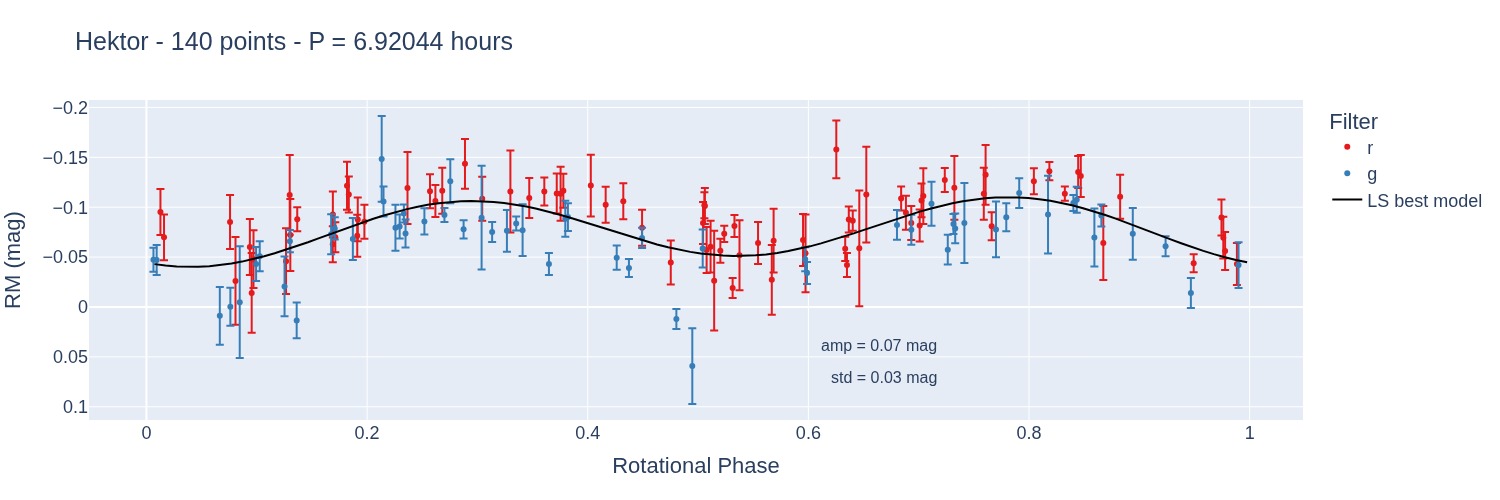 Hektor - 140 points - P = 6.92044 hours
Filter
r
g
LS best model
RM (mag)
−0.2
−0.15
−0.1
−0.05
0
0.05
0.1
amp = 0.07 mag
std = 0.03 mag
0 0.2 0.4 0.6 0.8 1
Rotational Phase